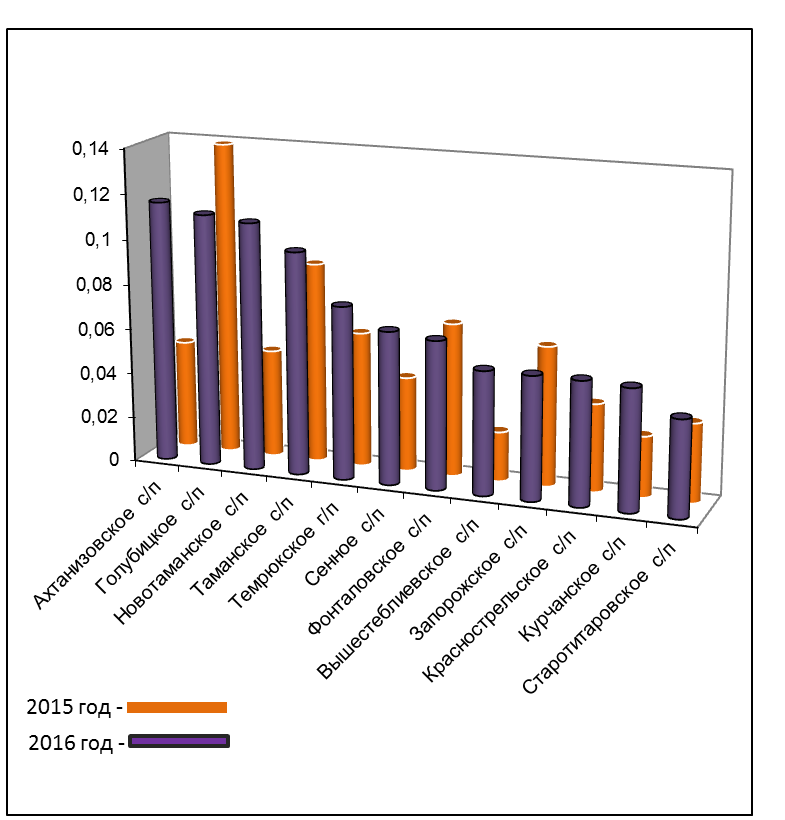 0,14
0,12
0,1
0,08
0,06
0,04
0,02
0
Ахтанизовское с/п
Голубицкое с/п
Новотаманское с/п
Таманское с/п
Темрюкское г/п
Сенное с/п
Фонталовское с/п
Вышестеблиевское с/п
Запорожское с/п
Краснострельское с/п
Курчанское с/п
Старотитаровское с/п
2015 год -
2016 год -